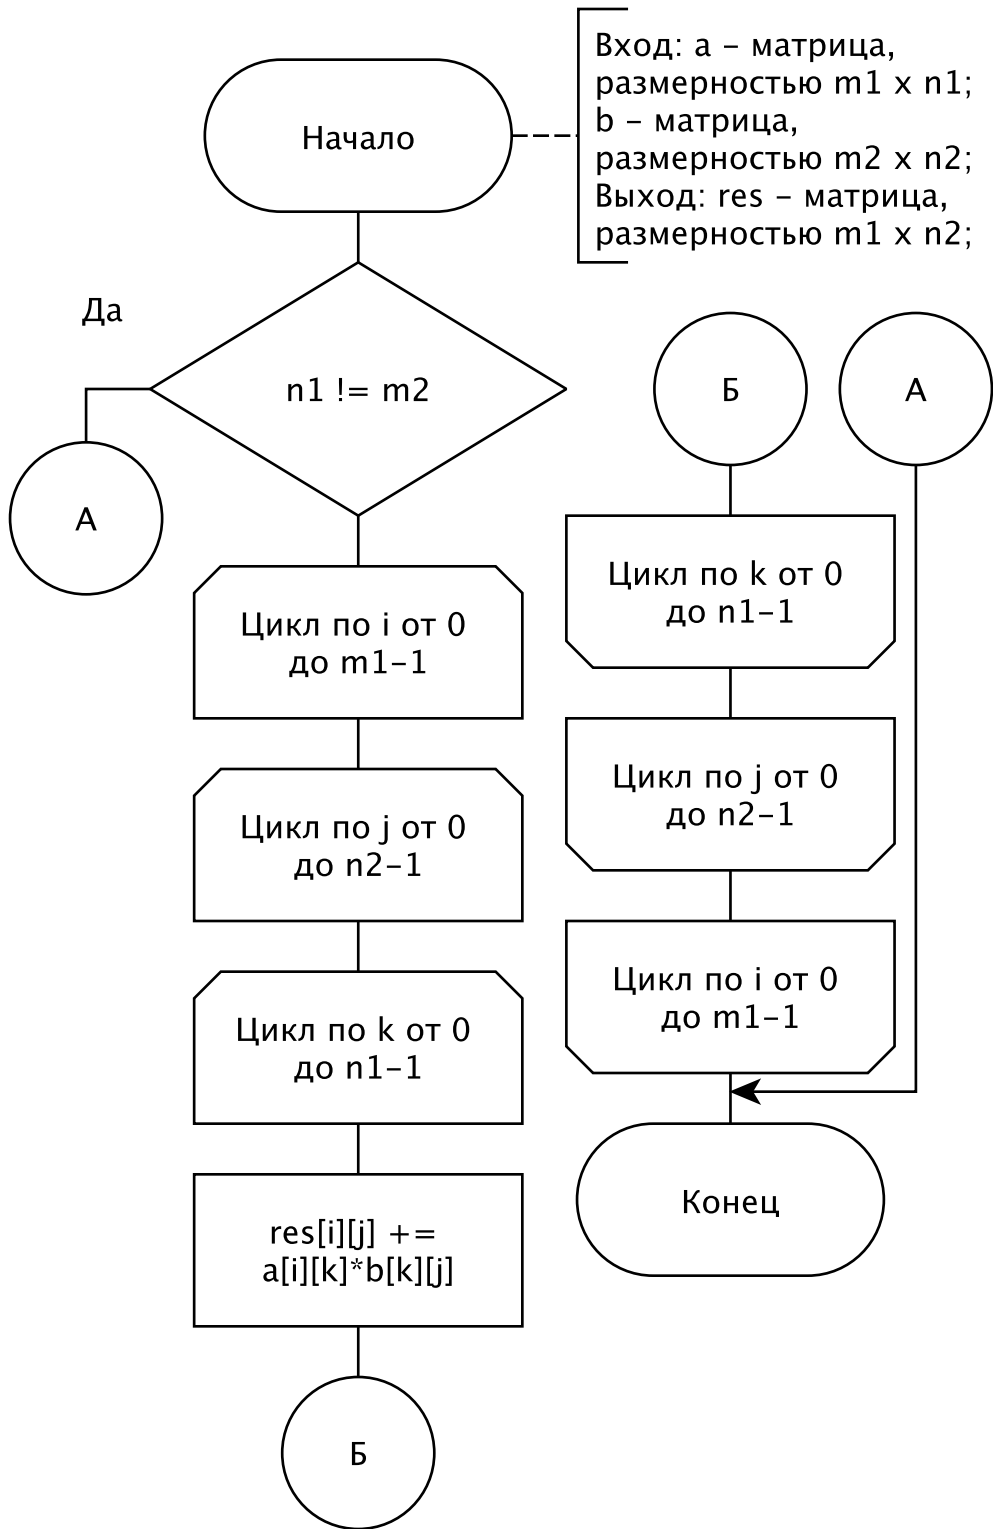 Начало
Вход: a – матрица,
размерностью m1 x n1;
b – матрица,
размерностью m2 x n2;
Выход: res – матрица,
размерностью m1 x n2;
Да
n1 != m2
А
Цикл по i от 0
до m1–1
Цикл по j от 0
до n2–1
Цикл по k от 0
до n1–1
res[i][j] +=
a[i][k]*b[k][j]
Б
Б
А
Цикл по k от 0
до n1–1
Цикл по j от 0
до n2–1
Цикл по i от 0
до m1–1
Конец